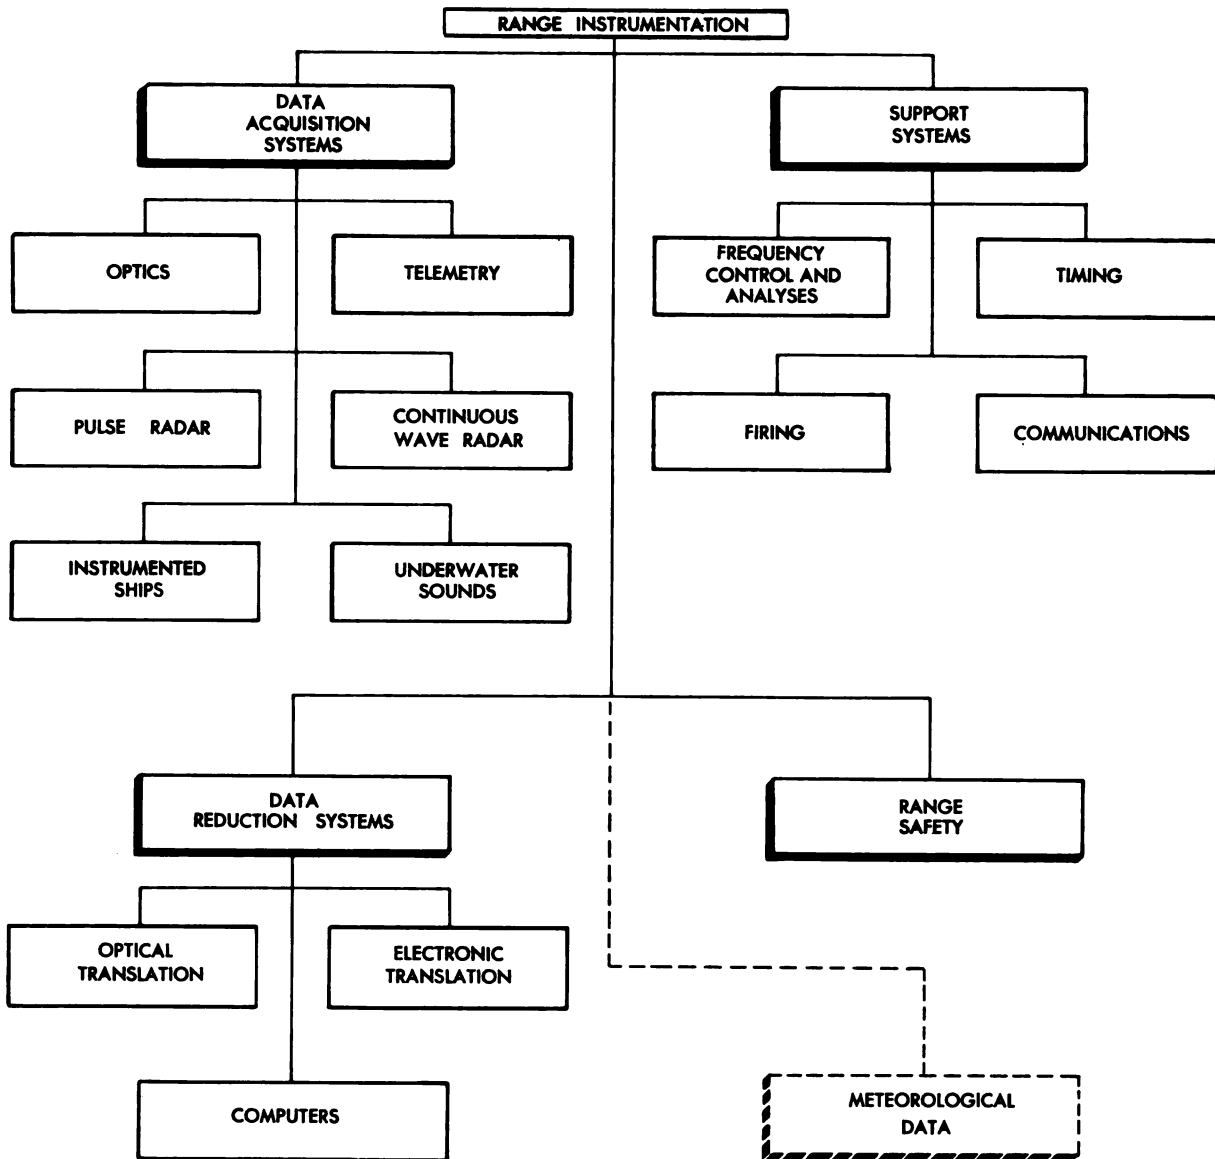 RANGE INSTRUMENTATION
DATA
ACQUISITION
SYSTEMS
SUPPORT
SYSTEMS
OPTICS
TELEMETRY
FREQUENCY
CONTROL AND
ANALYSES
TIMING
PULSE RADAR
CONTINUOUS
WAVE RADAR
FIRING
COMMUNICATIONS
INSTRUMENTED
SHIPS
UNDERWATER
SOUNDS
DATA
REDUCTION SYSTEMS
RANGE
SAFETY
OPTICAL
TRANSLATION
ELECTRONIC
TRANSLATION
COMPUTERS
METEOROLOGICAL
DATA